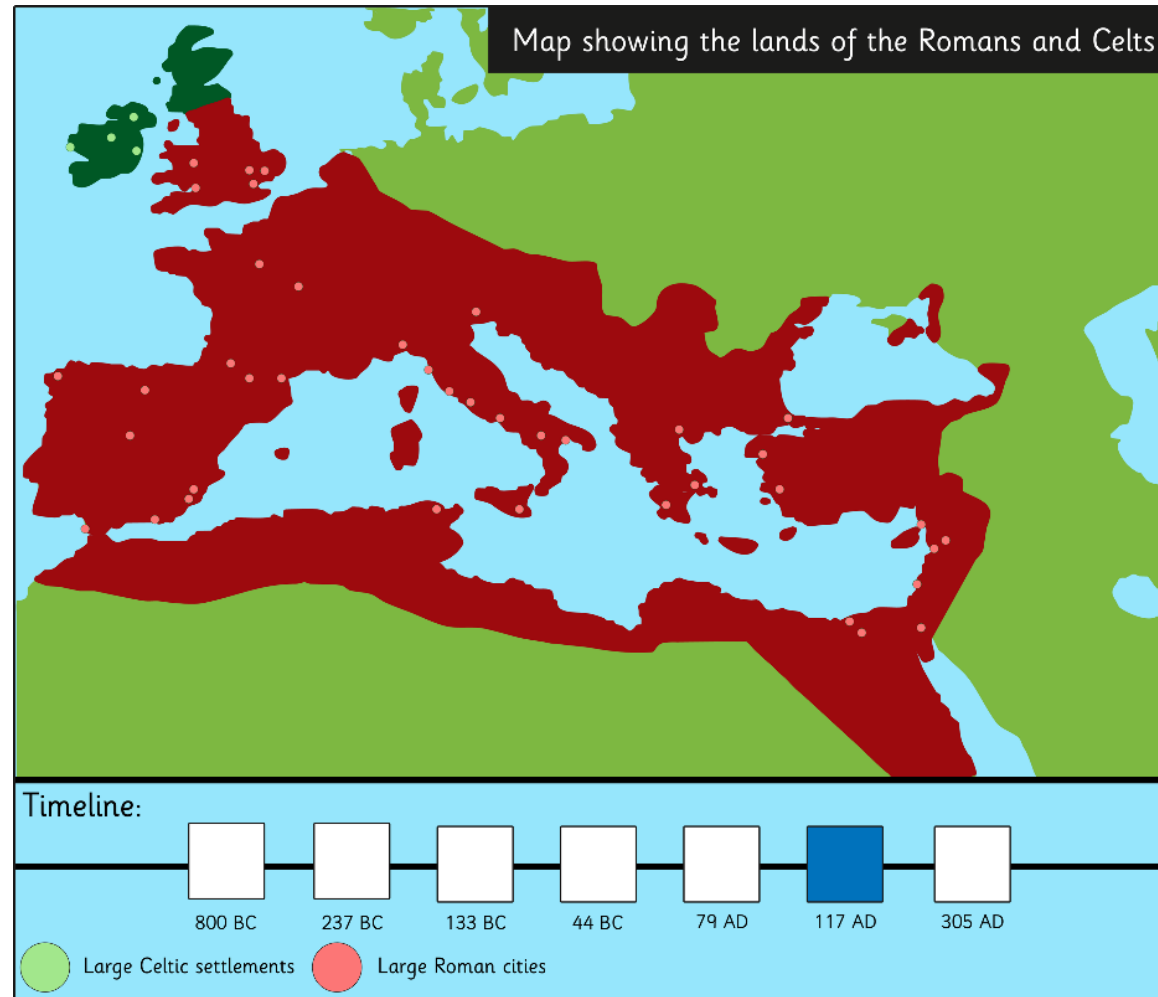 Map showing the lands of the Romans and Celts
Timeline:
800 BC
237 BC
133 BC
44 BC
79 AD
117 AD
305 AD
Large Celtic settlements
Large Roman cities